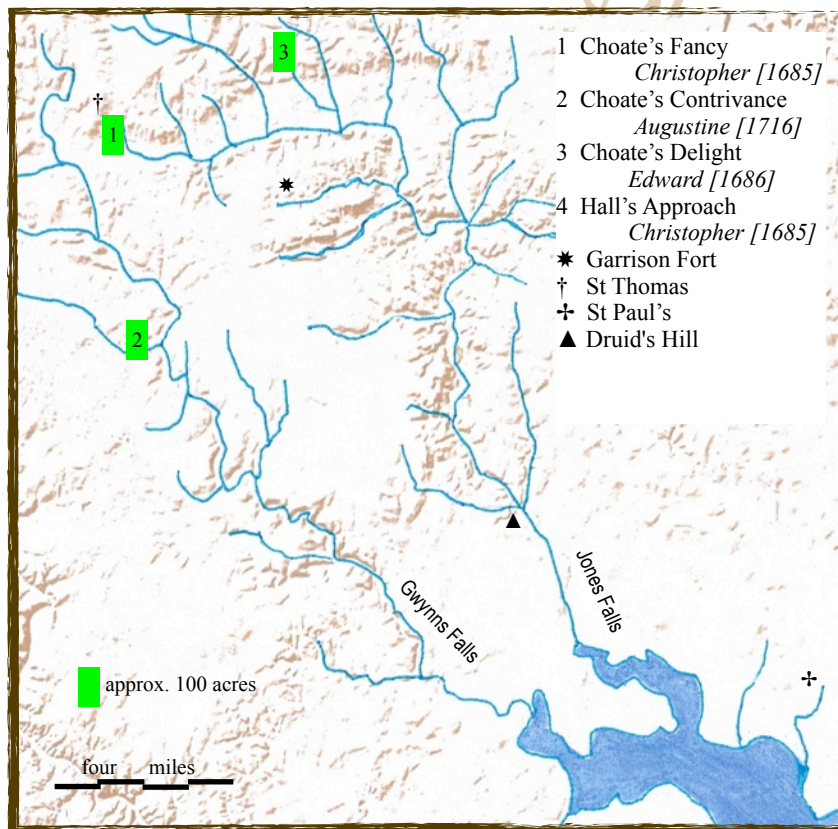 1 Choate's Fancy
Christopher [1685]
2 Choate's Contrivance
Augustine [1716]
3 Choate's Delight
Edward [1686]
4 Hall's Approach
Christopher [1685]
✷ Garrison Fort
† St Thomas
✢ St Paul's
▲ Druid's Hill
3
†
1
✷
2
▲
Jones Falls
Gwynns Falls
✢
approx. 100 acres
four miles